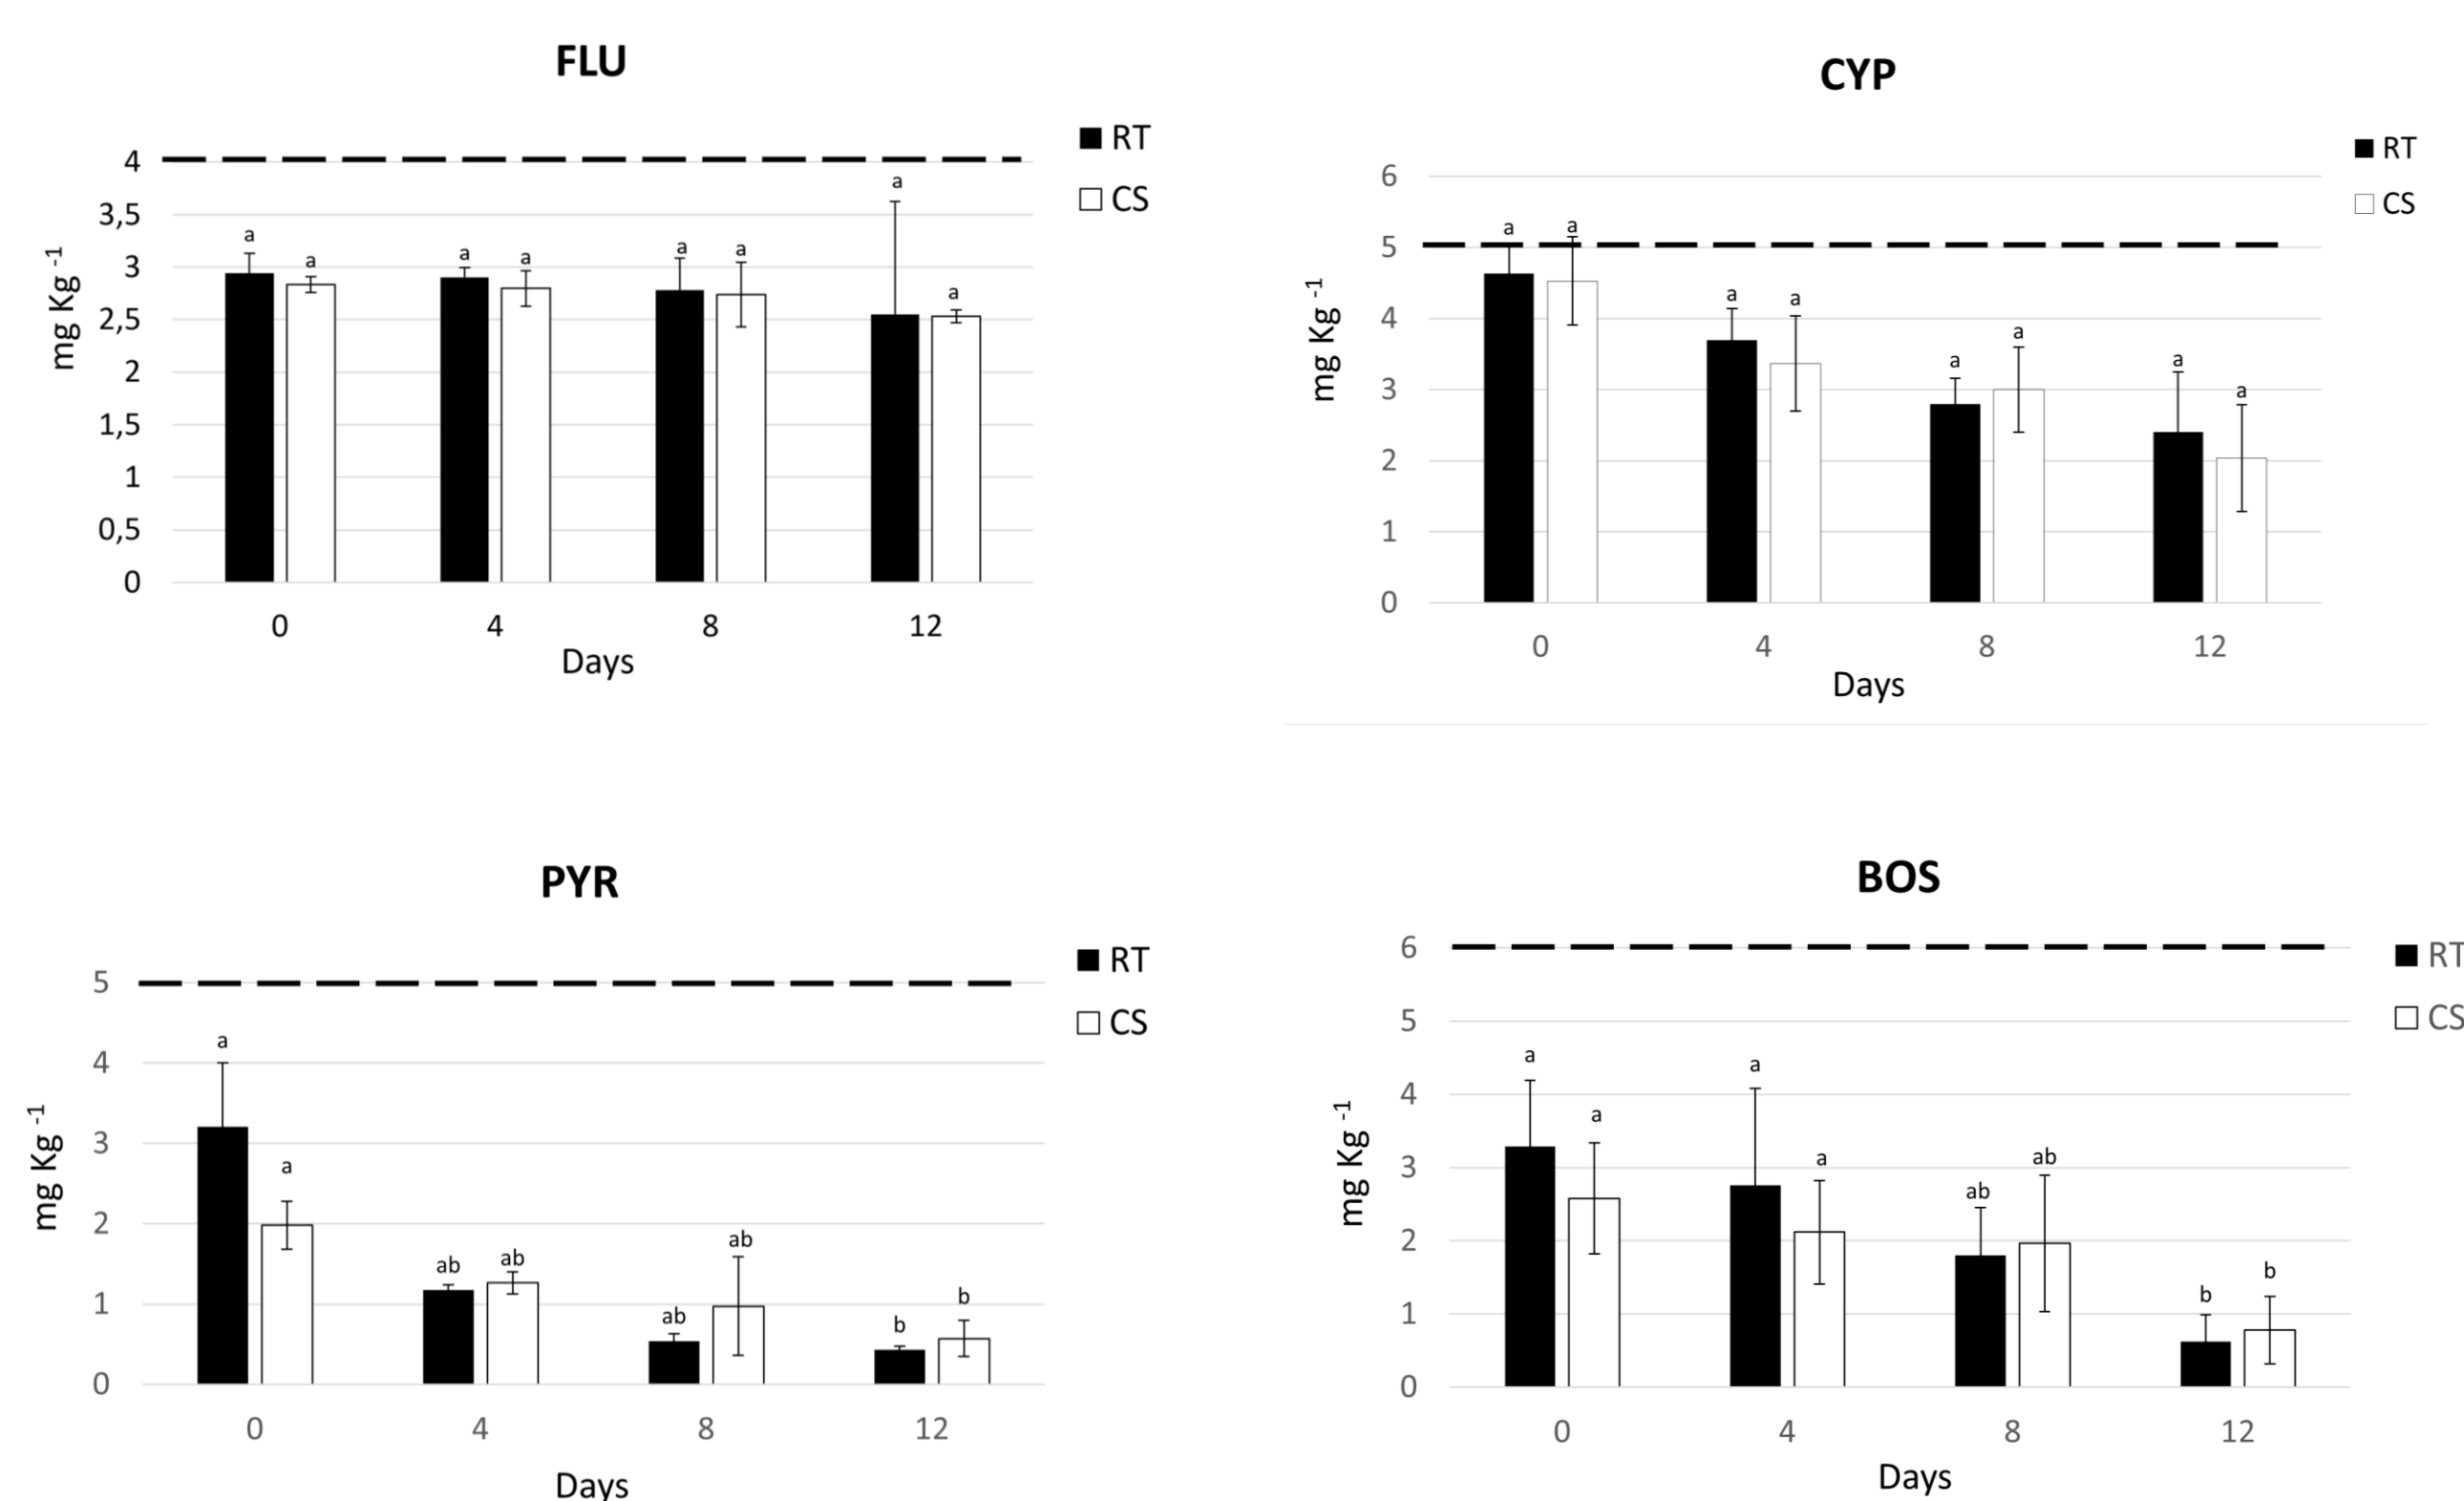 FLU
RT
CS
4
3,5
3
2,5
2
1,5
1
0,5
0
mg Kg -1
a a a a a a a a
0 4 8 12
Days
CYP
RT
CS
6
5
4
3
2
1
0
mg Kg -1
a a a a a a a a
0 4 8 12
Days
PYR
RT
CS
5
4
3
2
1
0
mg Kg -1
a a ab ab ab ab b b
0 4 8 12
Days
BOS
RT
CS
6
5
4
3
2
1
0
mg Kg -1
a a a a ab ab b b
0 4 8 12
Days